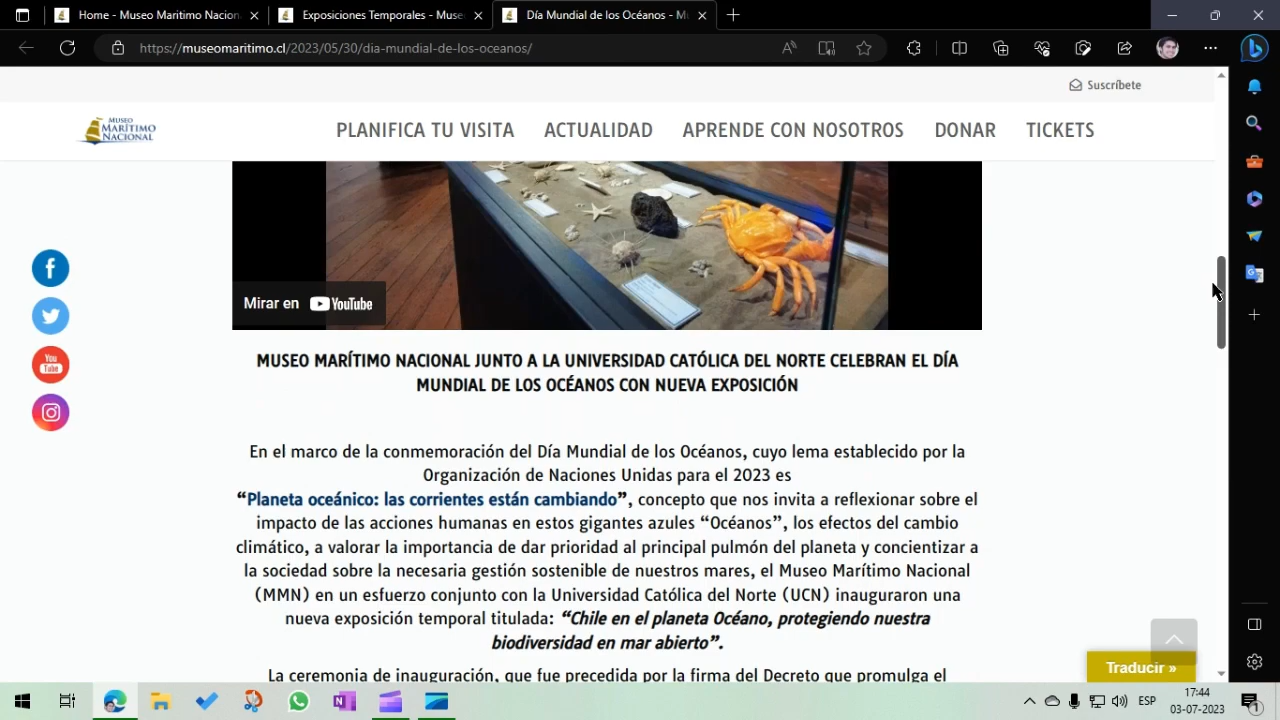 Home - Museo Maritimo Nacion
Exposiciones Temporales - Muse
Día Mundial de los Océanos - M
https://museomaritimo.cl/2023/05/30/dia-mundial-de-los-oceanos/
Suscríbete
MUSEO
MARÍTIMO
NACIONAL
PLANIFICA TU VISITA
ACTUALIDAD
APRENDE CON NOSOTROS
DONAR
TICKETS
Mirar en YouTube
You
Tube
MUSEO MARÍTIMO NACIONAL JUNTO A LA UNIVERSIDAD CATÓLICA DEL NORTE CELEBRAN EL DÍA
MUNDIAL DE LOS OCÉANOS CON NUEVA EXPOSICIÓN
En el marco de la conmemoración del Día Mundial de los Océanos, cuyo lema establecido por la
Organización de Naciones Unidas para el 2023 es
“Planeta oceánico: las corrientes están cambiando”, concepto que nos invita a reflexionar sobre el
impacto de las acciones humanas en estos gigantes azules “Océanos”, los efectos del cambio
climático, a valorar la importancia de dar prioridad al principal pulmón del planeta y concientizar a
la sociedad sobre la necesaria gestión sostenible de nuestros mares, el Museo Marítimo Nacional
(MMN) en un esfuerzo conjunto con la Universidad Católica del Norte (UCN) inauguraron una
nueva exposición temporal titulada: “Chile en el planeta Océano, protegiendo nuestra
biodiversidad en mar abierto”.
La ceremonia de inauguración, que fue precedida por la firma del Decreto que promulga el
Traducir »
ESP
17:44
03-07-2023
1